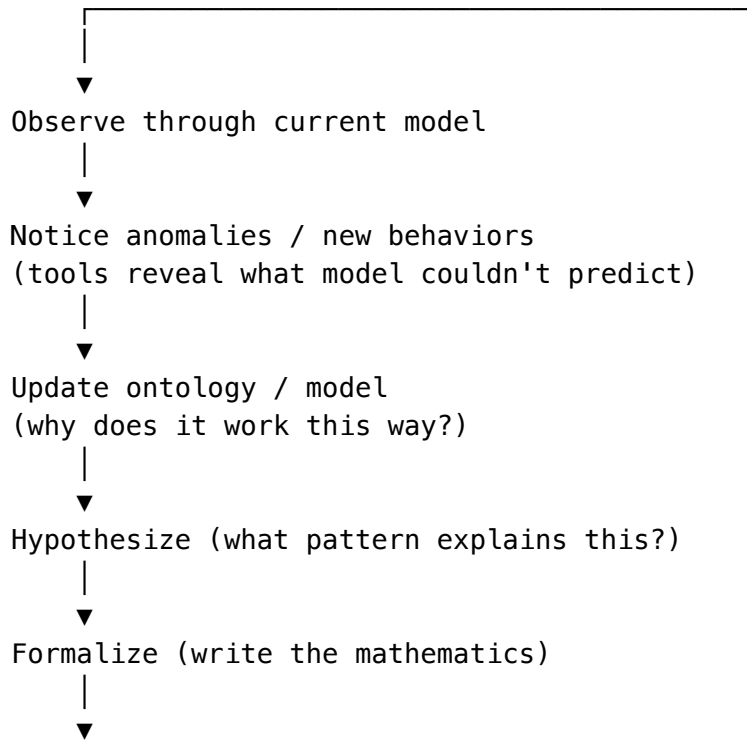 Observe through current model
Notice anomalies / new behaviors
(tools reveal what model couldn't predict)
Update ontology / model
(why does it work this way?)
Hypothesize (what pattern explains this?)
Formalize (write the mathematics)